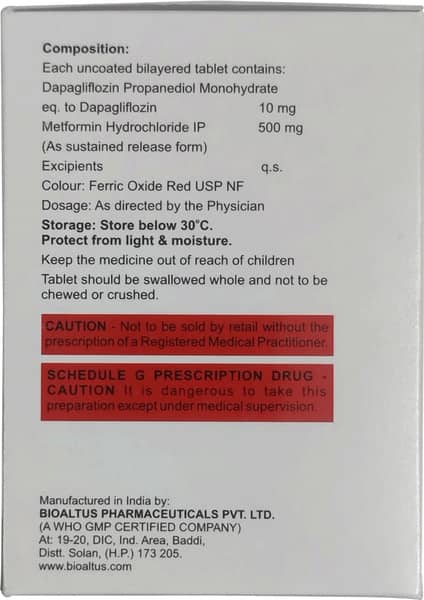 Composition:
Each uncoated bilayered tablet contains:
Dapagliflozin Propanediol Monohydrate
eq. to Dapagliflozin 10 mg
Metformin Hydrochloride IP 500 mg
(As sustained release form)
Excipients q.s.
Colour: Ferric Oxide Red USP NF
Dosage: As directed by the Physician
Storage: Store below 30°C.
Protect from light & moisture.
Keep the medicine out of reach of children
Tablet should be swallowed whole and not to be
chewed or crushed.
CAUTION - Not to be sold by retail without the
prescription of a Registered Medical Practitioner.
SCHEDULE G PRESCRIPTION DRUG -
CAUTION It is dangerous to take this
preparation except under medical supervision.
Manufactured in India by:
BIOALTUS PHARMACEUTICALS PVT. LTD.
(A WHO GMP CERTIFIED COMPANY)
At: 19-20, DIC, Ind. Area, Baddi,
Distt. Solan, (H.P.) 173 205.
www.bioaltus.com